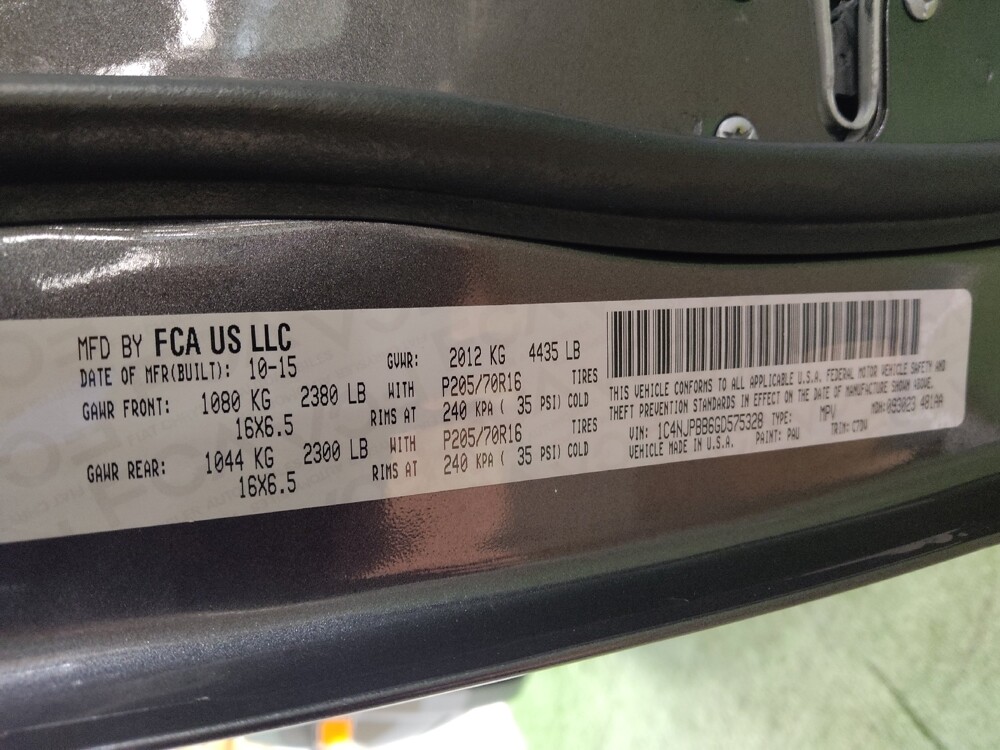 MFD BY FCA US LLC
DATE OF MFR(BUILT): 10-15 GVWR: 2012 KG 4435 LB
GAWR FRONT: 1080 KG 2380 LB WITH P205/70R16 TIRES
16X6.5 RIMS AT 240 KPA ( 35 PSI) COLD
GAWR REAR: 1044 KG 2300 LB WITH P205/70R16 TIRES
16X6.5 RIMS AT 240 KPA ( 35 PSI) COLD
THIS VEHICLE CONFORMS TO ALL APPLICABLE U.S.A. FEDERAL MOTOR VEHICLE SAFETY AND
THEFT PREVENTION STANDARDS IN EFFECT ON THE DATE OF MANUFACTURE SHOWN ABOVE.
VIN: 1C4NJPBB6GD575328 TYPE: MPV MDH: 093023 481AA
VEHICLE MADE IN U.S.A. PAINT: PAU TRIM: